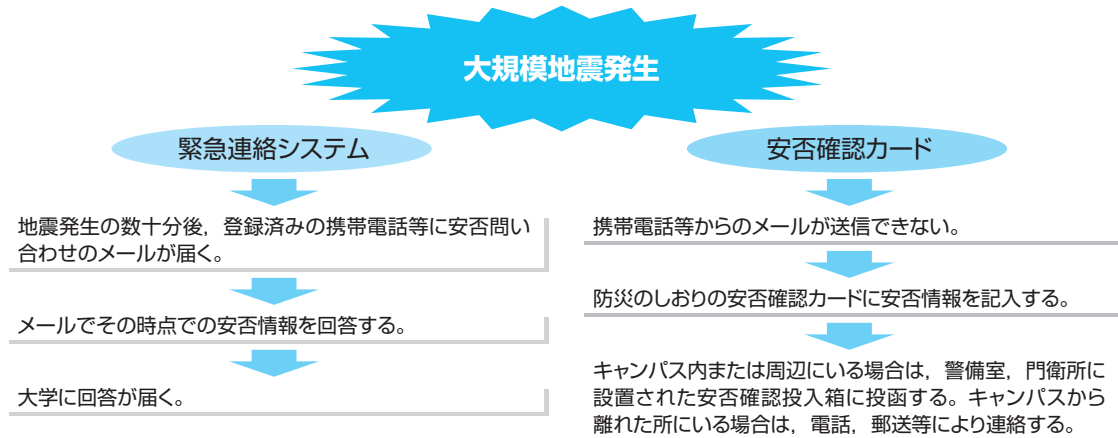 大規模地震発生
緊急連絡システム
地震発生の数十分後，登録済みの携帯電話等に安否問い
合わせのメールが届く。
メールでその時点での安否情報を回答する。
大学に回答が届く。
安否確認カード
携帯電話等からのメールが送信できない。
防災のしおりの安否確認カードに安否情報を記入する。
キャンパス内または周辺にいる場合は，警備室，門衛所に
設置された安否確認投入箱に投函する。キャンパスから
離れた所にいる場合は，電話，郵送等により連絡する。